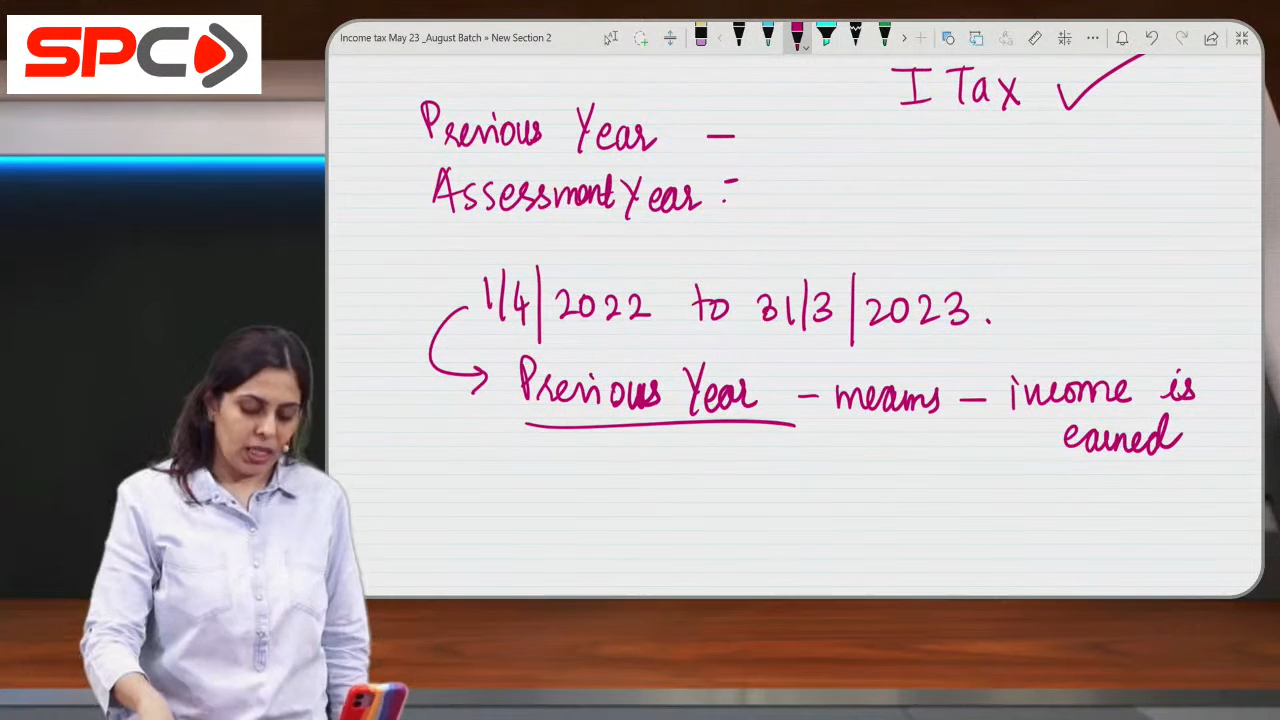 SPC
Income tax May 23 _August Batch » New Section 2
I Tax
Previous Year –
Assessment Year :-
1/4/2022 to 31/3/2023.
Previous Year – means – income is
earned